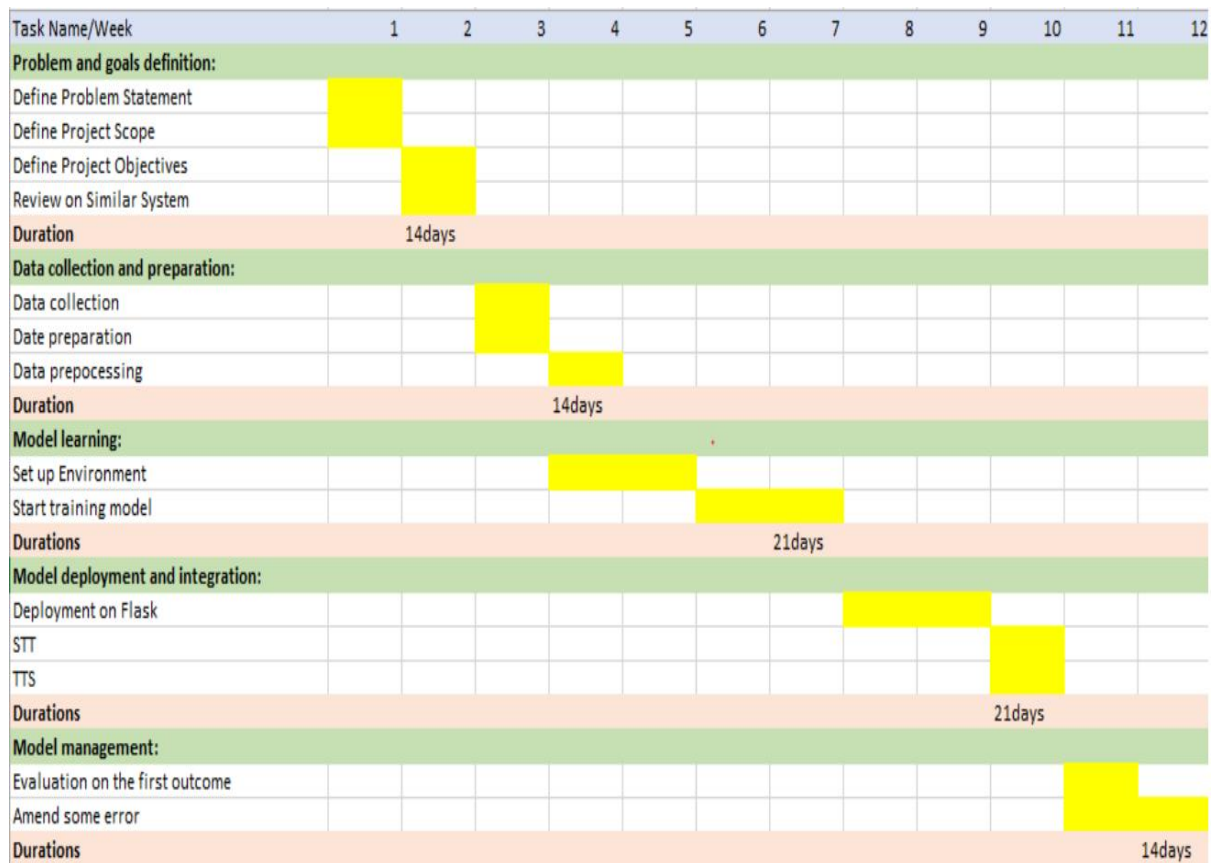 Task Name/Week 1 2 3 4 5 6 7 8 9 10 11 12
Problem and goals definition:
Define Problem Statement
Define Project Scope
Define Project Objectives
Review on Similar System
Duration 14days
Data collection and preparation:
Data collection
Date preparation
Data prepocessing
Duration 14days
Model learning:
Set up Environment
Start training model
Durations 21days
Model deployment and integration:
Deployment on Flask
STT
TTS
Durations 21days
Model management:
Evaluation on the first outcome
Amend some error
Durations 14days